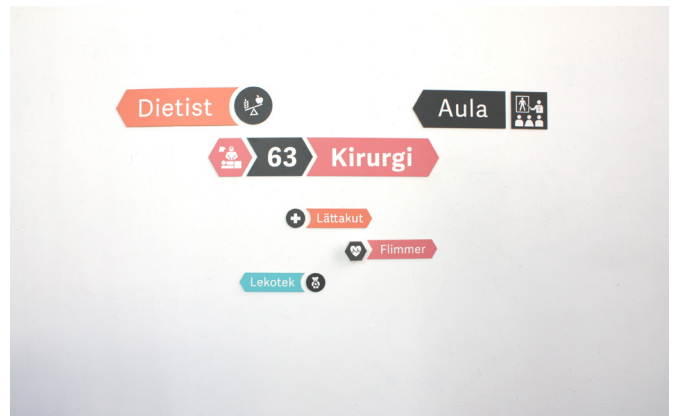 Dietist
Aula
63 Kirurgi
Lättakut
Flimmer
Lekotek